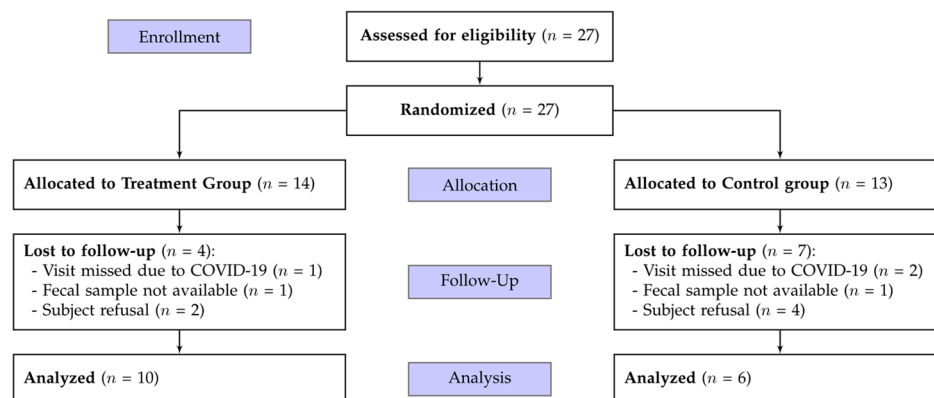 Enrollment
Assessed for eligibility (n = 27)
Randomized (n = 27)
Allocated to Treatment Group (n = 14)
Allocation
Allocated to Control group (n = 13)
Lost to follow-up (n = 4):
- Visit missed due to COVID-19 (n = 1)
- Fecal sample not available (n = 1)
- Subject refusal (n = 2)
Follow-Up
Lost to follow-up (n = 7):
- Visit missed due to COVID-19 (n = 2)
- Fecal sample not available (n = 1)
- Subject refusal (n = 4)
Analyzed (n = 10)
Analysis
Analyzed (n = 6)